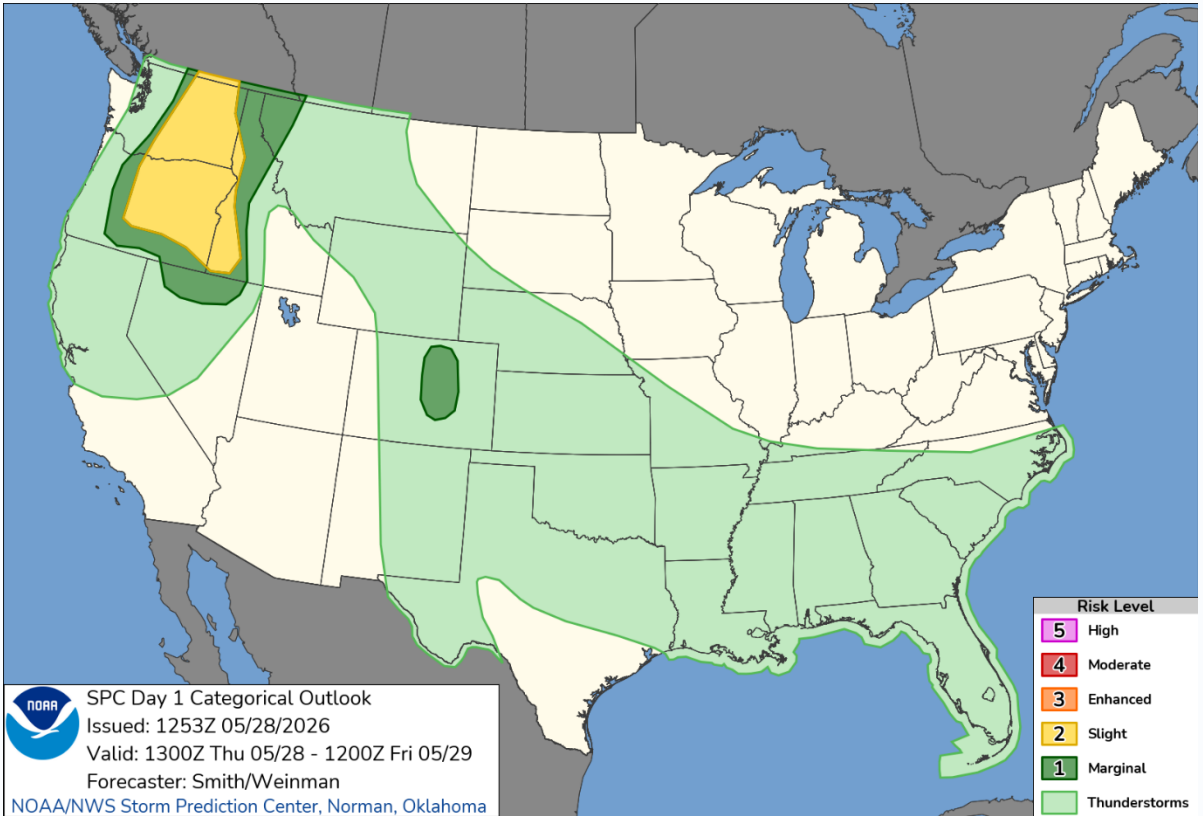 Risk Level
5 High
4 Moderate
3 Enhanced
2 Slight
1 Marginal
Thunderstorms
NOAA
SPC Day 1 Categorical Outlook
Issued: 1253Z 05/28/2026
Valid: 1300Z Thu 05/28 - 1200Z Fri 05/29
Forecaster: Smith/Weinman
NOAA/NWS Storm Prediction Center, Norman, Oklahoma